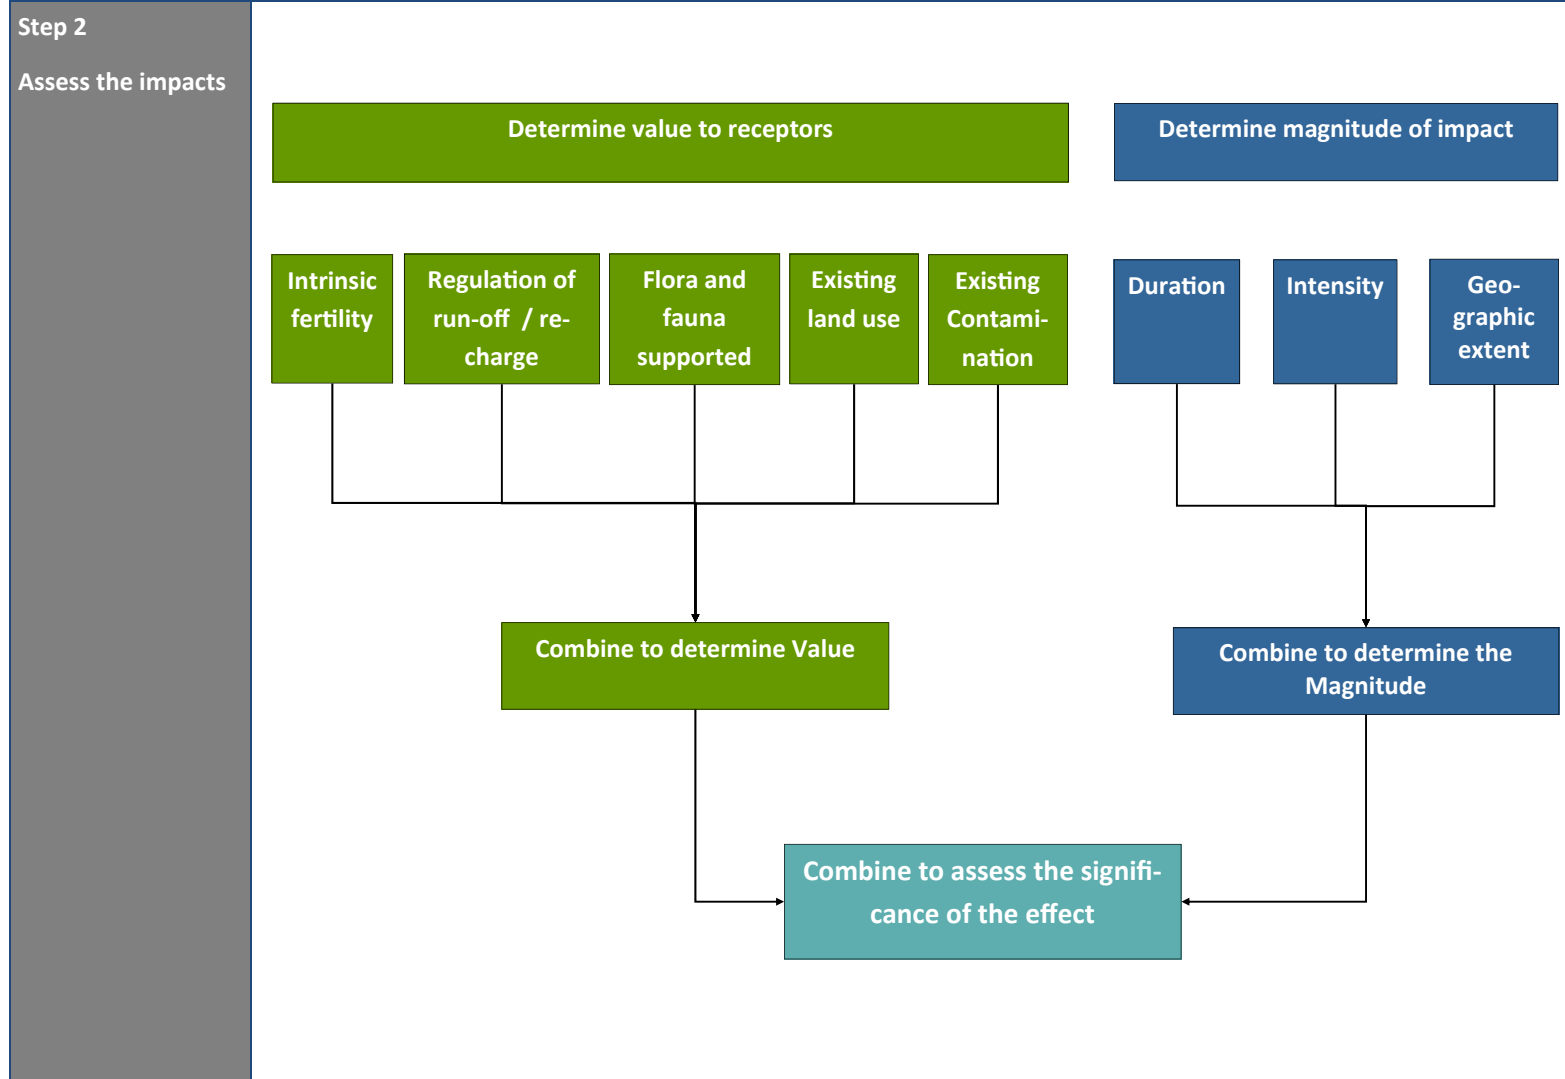 Step 2
Assess the impacts
Determine value to receptors
Determine magnitude of impact
Intrinsic
fertility
Regulation of
run-off / re-
charge
Flora and
fauna
supported
Existing
land use
Existing
Contami-
nation
Duration
Intensity
Geo-
graphic
extent
Combine to determine Value
Combine to determine the
Magnitude
Combine to assess the signifi-
cance of the effect